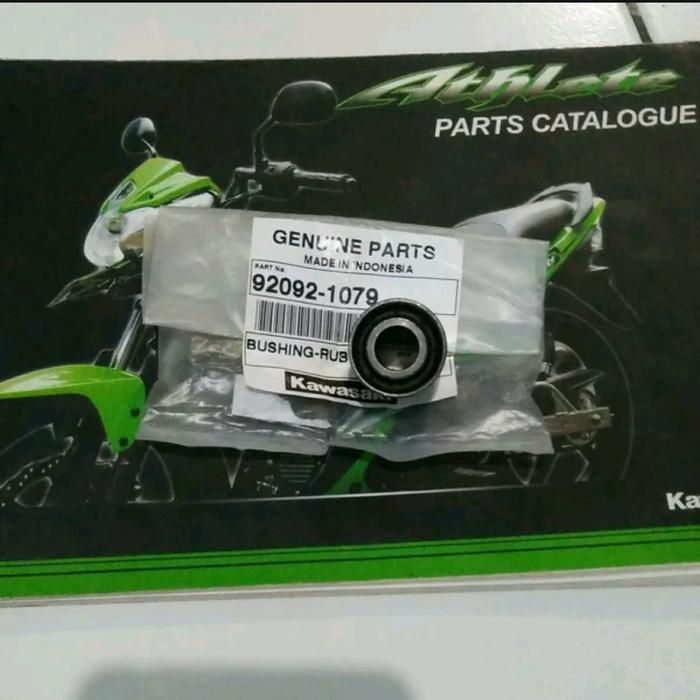 Athlete
PARTS CATALOGUE
GENUINE PARTS
MADE IN INDONESIA
PART No.
92092-1079
BUSHING-RUB
Kawasaki
Ka